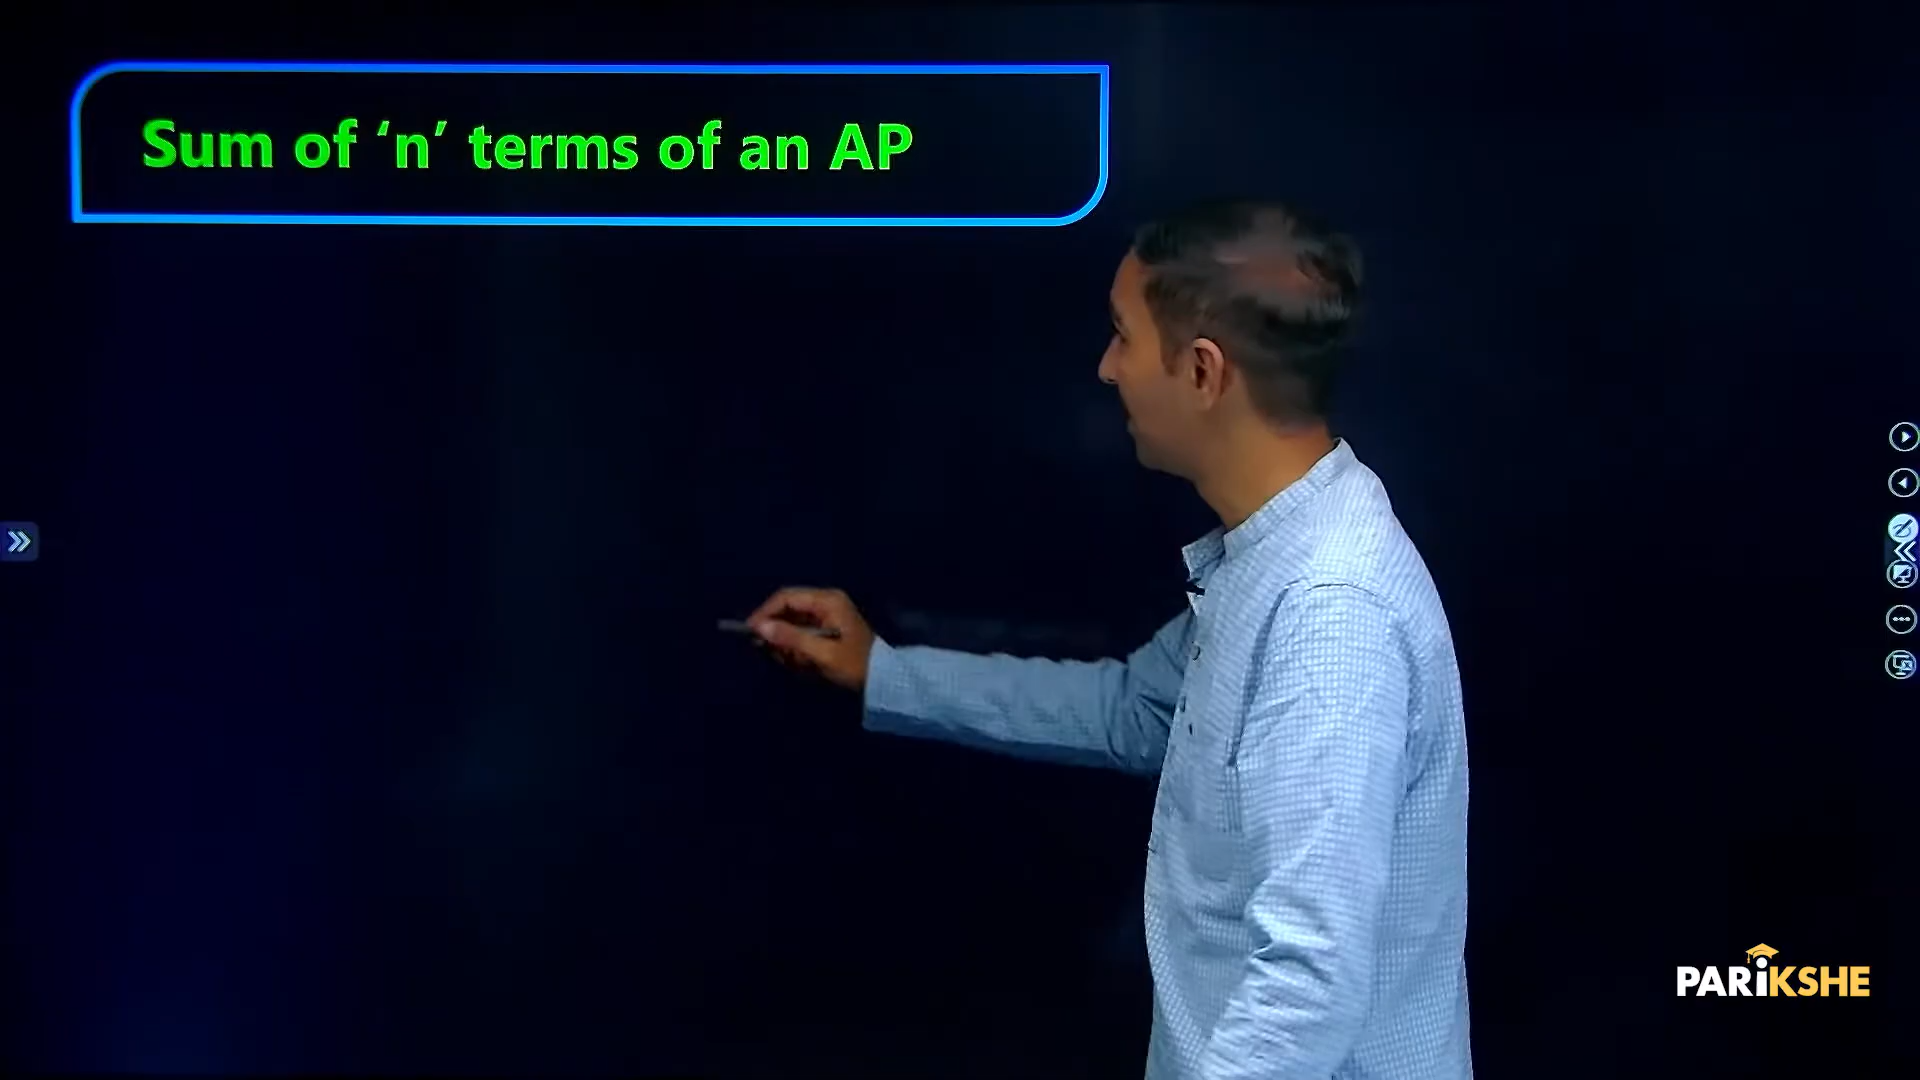 Sum of ‘n’ terms of an AP
PARiKSHE